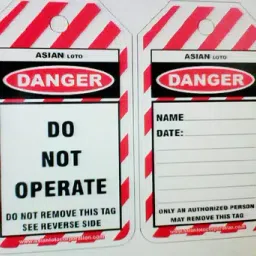 ASIAN LOTO
DANGER
DO
NOT
OPERATE
DO NOT REMOVE THIS TAG
SEE REVERSE SIDE
ASIAN LOTO
DANGER
NAME
DATE:
ONLY AN AUTHORIZED PERSON
MAY REMOVE THIS TAG